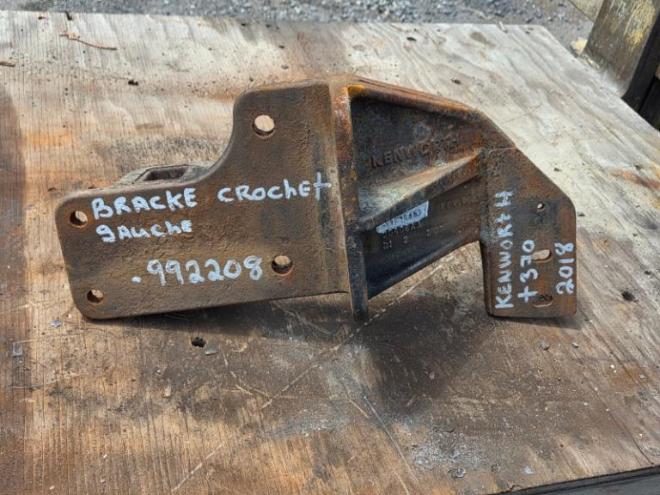 BRACKE CROCHET
gAUCHE
.992208
KENWORTH
KENWORTH
t370
2018